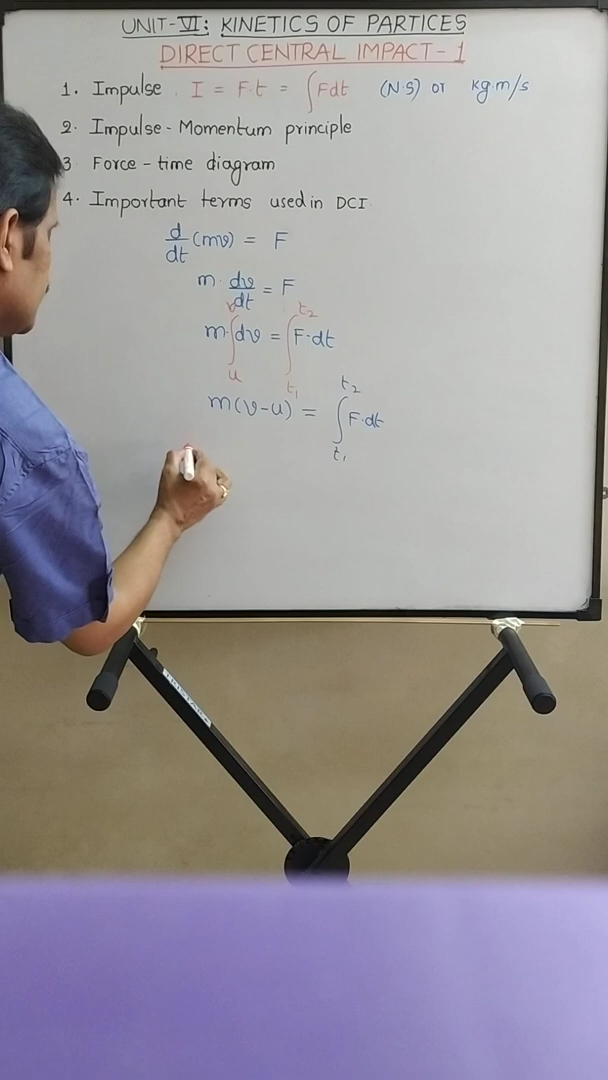 UNIT-VI: KINETICS OF PARTICES
DIRECT CENTRAL IMPACT-1
1. Impulse. I = F·t = ∫Fdt (N·S) or kg·m/s
2. Impulse-Momentum principle
3 Force-time diagram
4. Important terms used in DCI.
d/dt (mv) = F
m· dv/dt = F
m·∫_u^v dv = ∫_t₁^t₂ F·dt
m(v-u) = ∫_t₁^t₂ F·dt